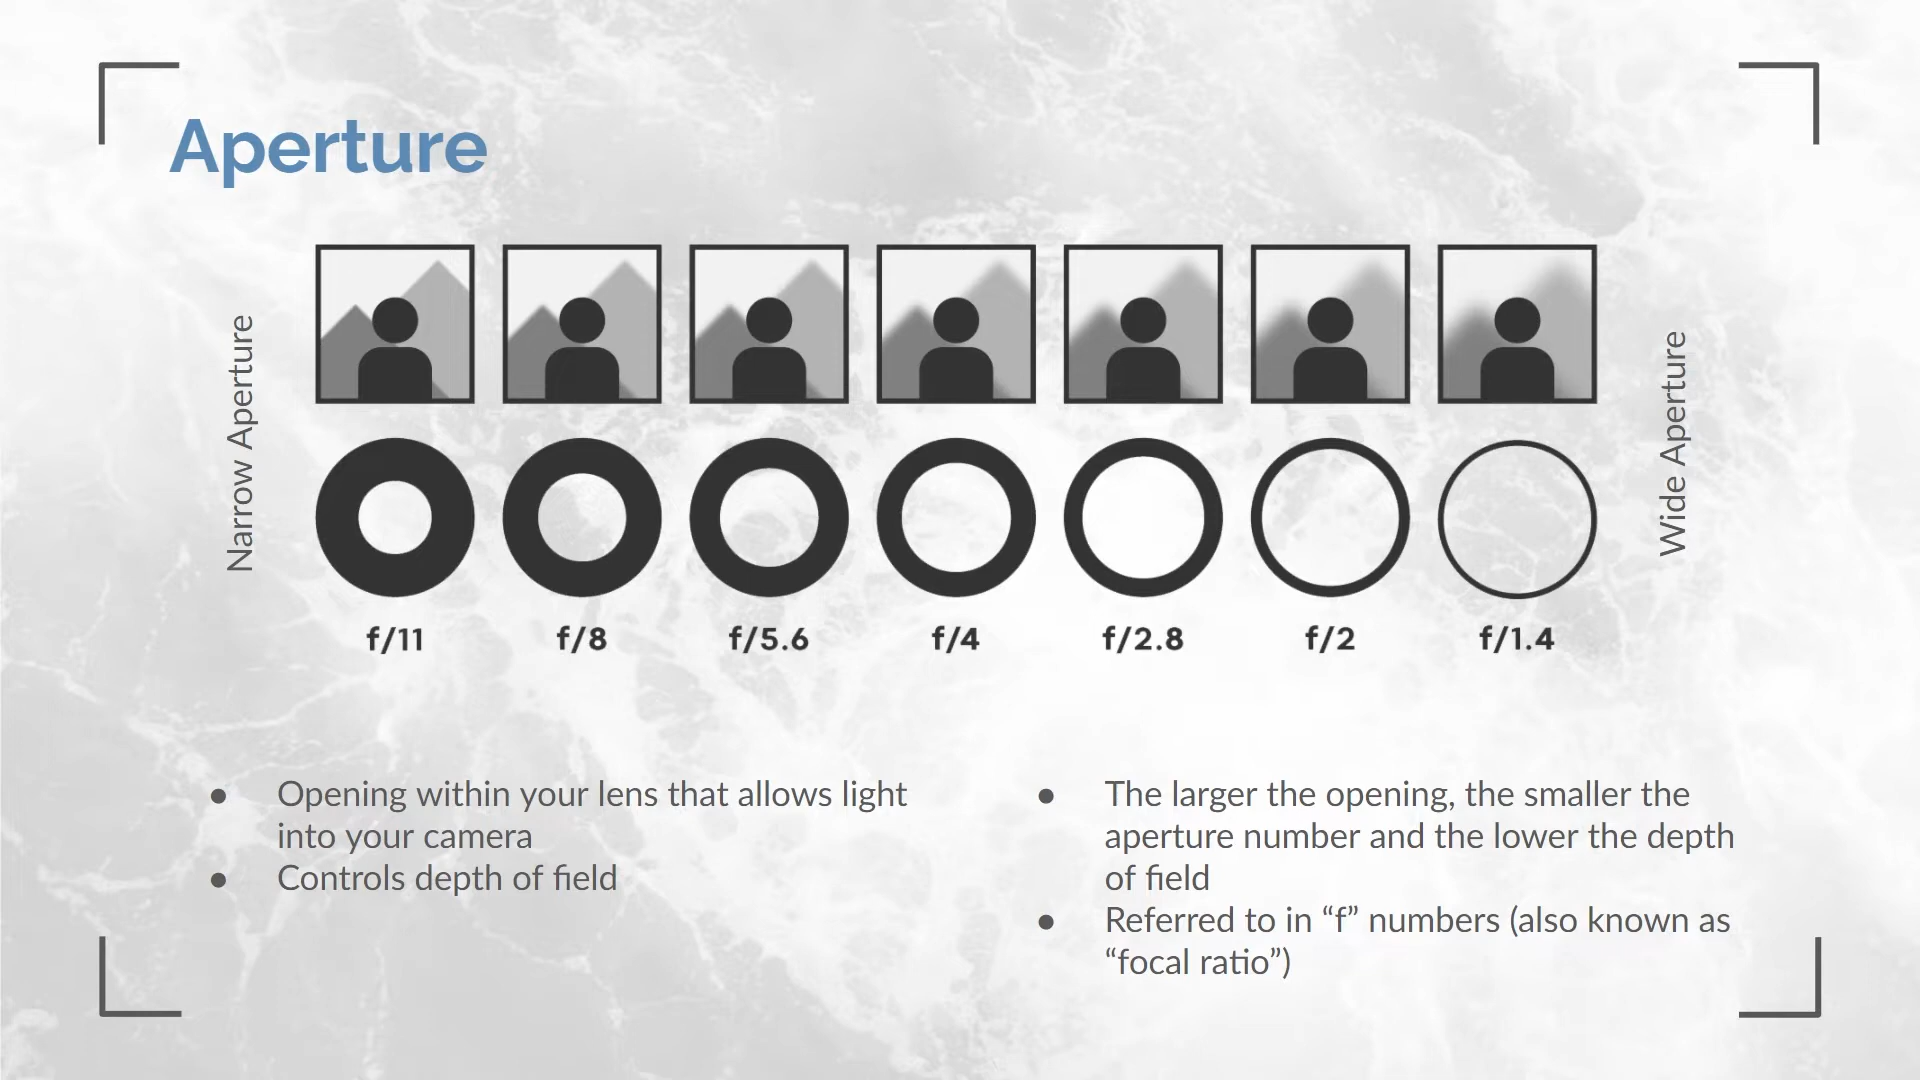 Aperture
Narrow Aperture
Wide Aperture
f/11
f/8
f/5.6
f/4
f/2.8
f/2
f/1.4
● Opening within your lens that allows light
into your camera
● Controls depth of field
● The larger the opening, the smaller the
aperture number and the lower the depth
of field
● Referred to in “f” numbers (also known as
“focal ratio”)